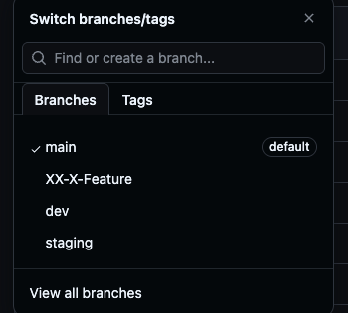 Switch branches/tags
Find or create a branch...
Branches Tags
main default
XX-X-Feature
dev
staging
View all branches